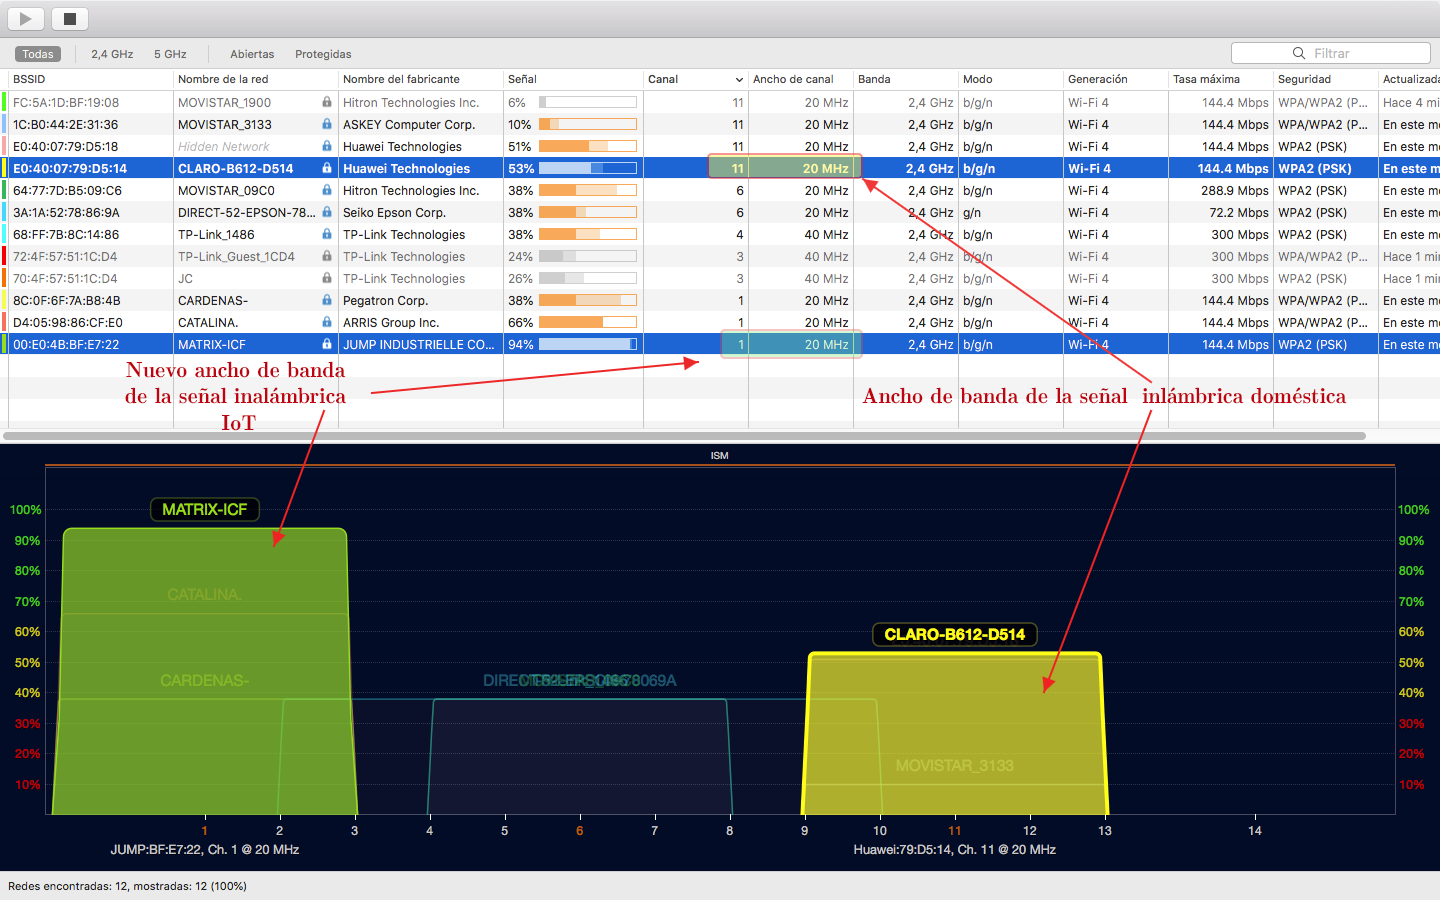 Todas 2,4 GHz 5 GHz Abiertas Protegidas Filtrar
BSSID Nombre de la red Nombre del fabricante Señal Canal Ancho de canal Banda Modo Generación Tasa máxima Seguridad Actualizada
FC:5A:1D:BF:19:08 MOVISTAR_1900 Hitron Technologies Inc. 6% 11 20 MHz 2,4 GHz b/g/n Wi-Fi 4 144.4 Mbps WPA/WPA2 (P... Hace 4 mi
1C:B0:44:2E:31:36 MOVISTAR_3133 ASKEY Computer Corp. 10% 11 20 MHz 2,4 GHz b/g/n Wi-Fi 4 144.4 Mbps WPA/WPA2 (P... En este mo
E0:40:07:79:D5:18 Hidden Network Huawei Technologies 51% 11 20 MHz 2,4 GHz b/g/n Wi-Fi 4 144.4 Mbps WPA2 (PSK) En este mo
E0:40:07:79:D5:14 CLARO-B612-D514 Huawei Technologies 53% 11 20 MHz 2,4 GHz b/g/n Wi-Fi 4 144.4 Mbps WPA2 (PSK) En este m
64:77:7D:B5:09:C6 MOVISTAR_09C0 Hitron Technologies Inc. 38% 6 20 MHz 2,4 GHz b/g/n Wi-Fi 4 288.9 Mbps WPA2 (PSK) En este mo
3A:1A:52:78:86:9A DIRECT-52-EPSON-78... Seiko Epson Corp. 38% 6 20 MHz 2,4 GHz g/n Wi-Fi 4 72.2 Mbps WPA2 (PSK) En este mo
68:FF:7B:8C:14:86 TP-Link_1486 TP-Link Technologies 38% 4 40 MHz 2,4 GHz b/g/n Wi-Fi 4 300 Mbps WPA2 (PSK) En este mo
72:4F:57:51:1C:D4 TP-Link_Guest_1CD4 TP-Link Technologies 24% 3 40 MHz 2,4 GHz b/g/n Wi-Fi 4 300 Mbps WPA/WPA2 (P... Hace 1 min
70:4F:57:51:1C:D4 JC TP-Link Technologies 26% 3 40 MHz 2,4 GHz b/g/n Wi-Fi 4 300 Mbps WPA2 (PSK) Hace 1 min
8C:0F:6F:7A:B8:4B CARDENAS- Pegatron Corp. 38% 1 20 MHz 2,4 GHz b/g/n Wi-Fi 4 144.4 Mbps WPA/WPA2 (P... En este mo
D4:05:98:86:CF:E0 CATALINA. ARRIS Group Inc. 66% 1 20 MHz 2,4 GHz b/g/n Wi-Fi 4 144.4 Mbps WPA/WPA2 (P... En este mo
00:E0:4B:BF:E7:22 MATRIX-ICF JUMP INDUSTRIELLE CO... 94% 1 20 MHz 2,4 GHz b/g/n Wi-Fi 4 144.4 Mbps WPA2 (PSK) En este mo
Nuevo ancho de banda
de la señal inalámbrica
IoT
Ancho de banda de la señal inlámbrica doméstica
ISM
100% 100%
MATRIX-ICF
90% 90%
80% 80%
CATALINA.
70% 70%
60% 60%
CLARO-B612-D514
50% 50%
CARDENAS-
40% 40%
30% 30%
20% 20%
MOVISTAR_3133
10% 10%
1 2 3 4 5 6 7 8 9 10 11 12 13 14
JUMP:BF:E7:22, Ch. 1 @ 20 MHz Huawei:79:D5:14, Ch. 11 @ 20 MHz
Redes encontradas: 12, mostradas: 12 (100%)